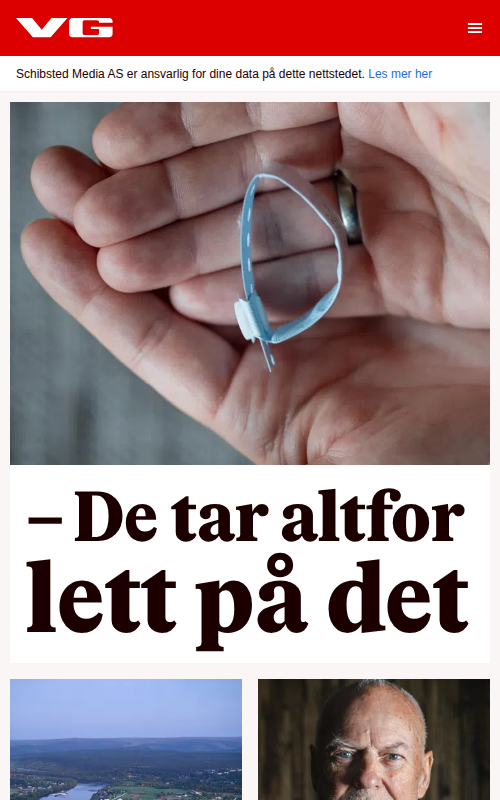 VG
Schibsted Media AS er ansvarlig for dine data på dette nettstedet. Les mer her
– De tar altfor
lett på det